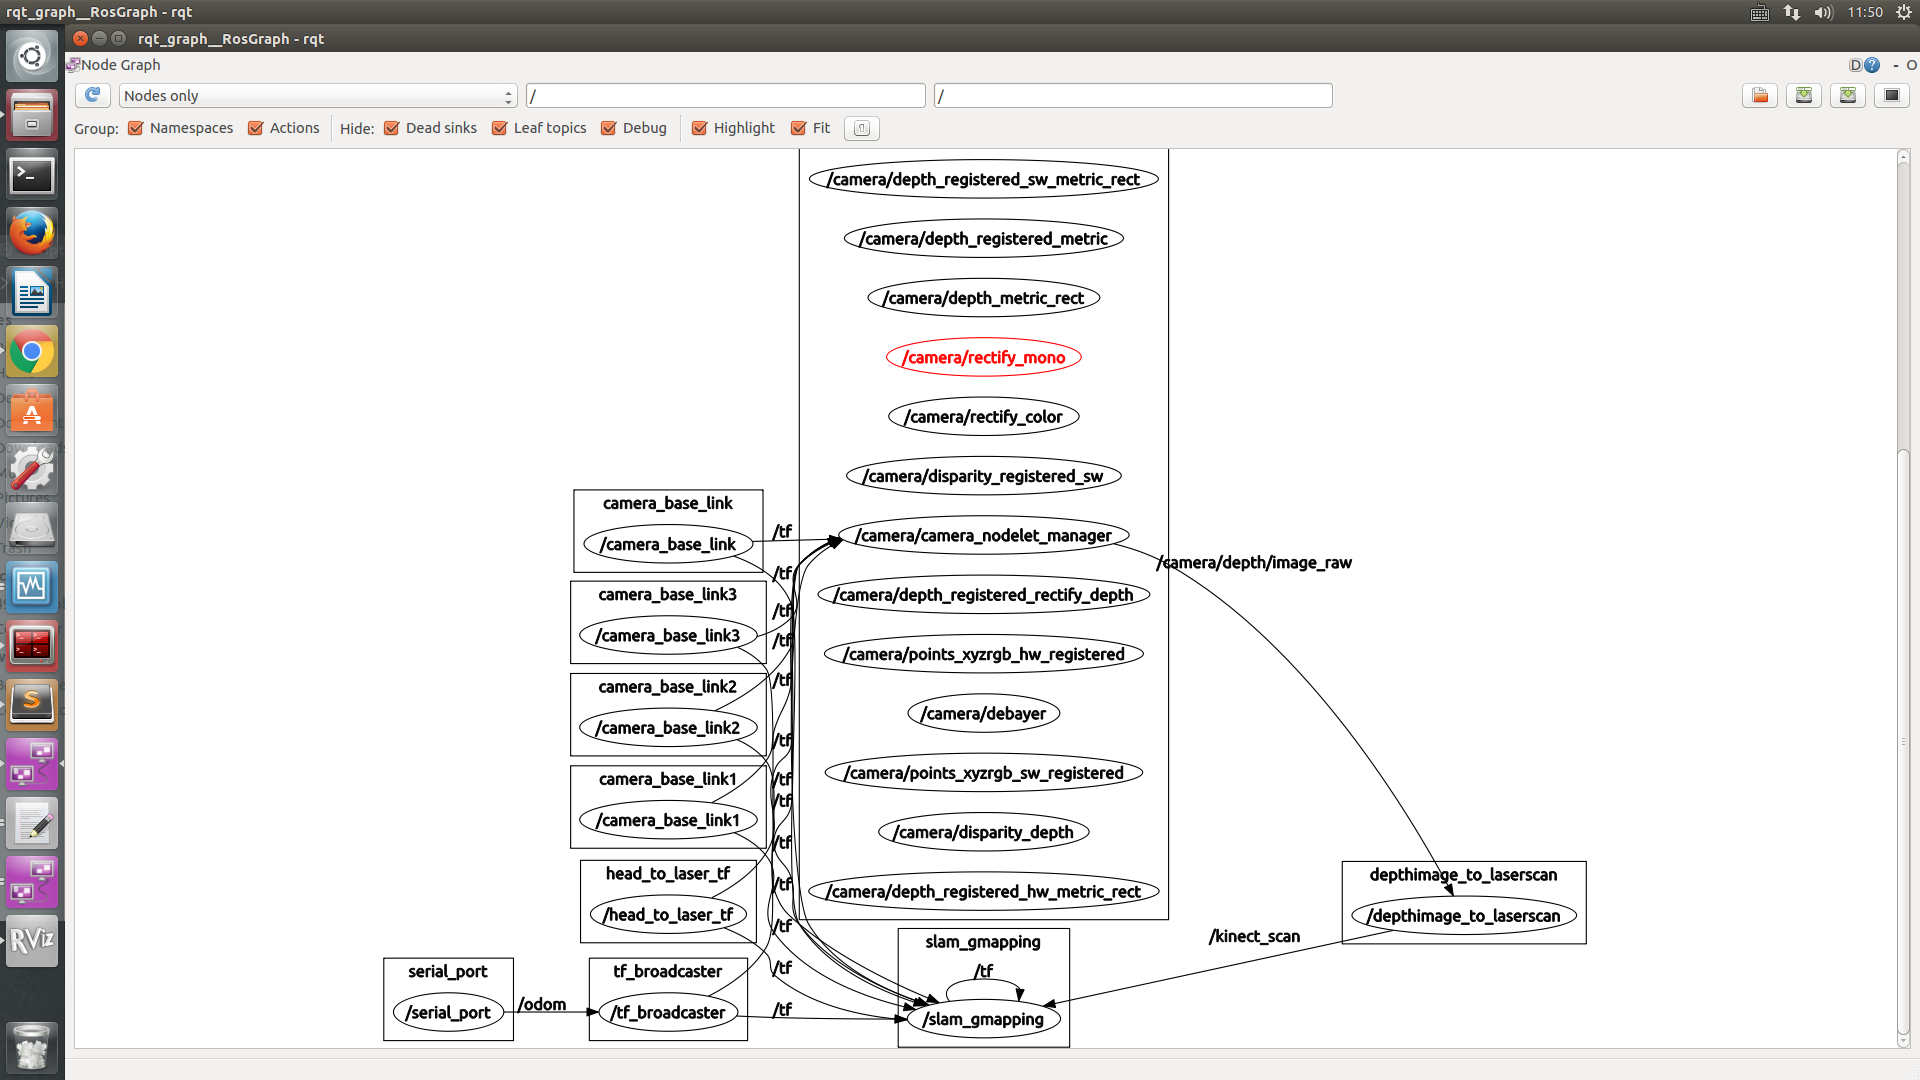 rqt_graph__RosGraph - rqt
11:50
rqt_graph__RosGraph - rqt
Node Graph
D ? - O
Nodes only
/
/
Group: Namespaces Actions Hide: Dead sinks Leaf topics Debug Highlight Fit
/camera/depth_registered_sw_metric_rect
/camera/depth_registered_metric
/camera/depth_metric_rect
/camera/rectify_mono
/camera/rectify_color
/camera/disparity_registered_sw
camera_base_link
/tf
/camera/camera_nodelet_manager
/camera_base_link
/camera/depth/image_raw
/tf
camera_base_link3
/camera/depth_registered_rectify_depth
/tf
/camera_base_link3
/tf
/camera/points_xyzrgb_hw_registered
/tf
camera_base_link2
/camera/debayer
/camera_base_link2
/tf
/camera/points_xyzrgb_sw_registered
camera_base_link1
/tf
/tf
/camera_base_link1
/camera/disparity_depth
/tf
head_to_laser_tf
depthimage_to_laserscan
/tf
/camera/depth_registered_hw_metric_rect
/head_to_laser_tf
/depthimage_to_laserscan
/tf
/kinect_scan
slam_gmapping
serial_port
tf_broadcaster
/tf
/tf
/odom
/serial_port
/tf_broadcaster
/tf
/slam_gmapping
RViz